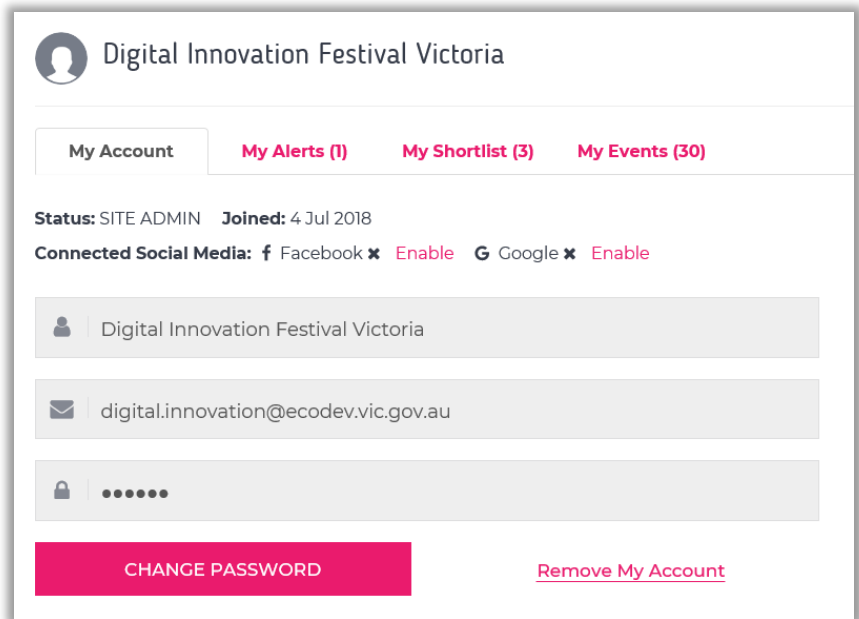 Digital Innovation Festival Victoria
My Account My Alerts (1) My Shortlist (3) My Events (30)
Status: SITE ADMIN Joined: 4 Jul 2018
Connected Social Media: f Facebook ✖ Enable G Google ✖ Enable
Digital Innovation Festival Victoria
digital.innovation@ecodev.vic.gov.au
••••••
CHANGE PASSWORD Remove My Account